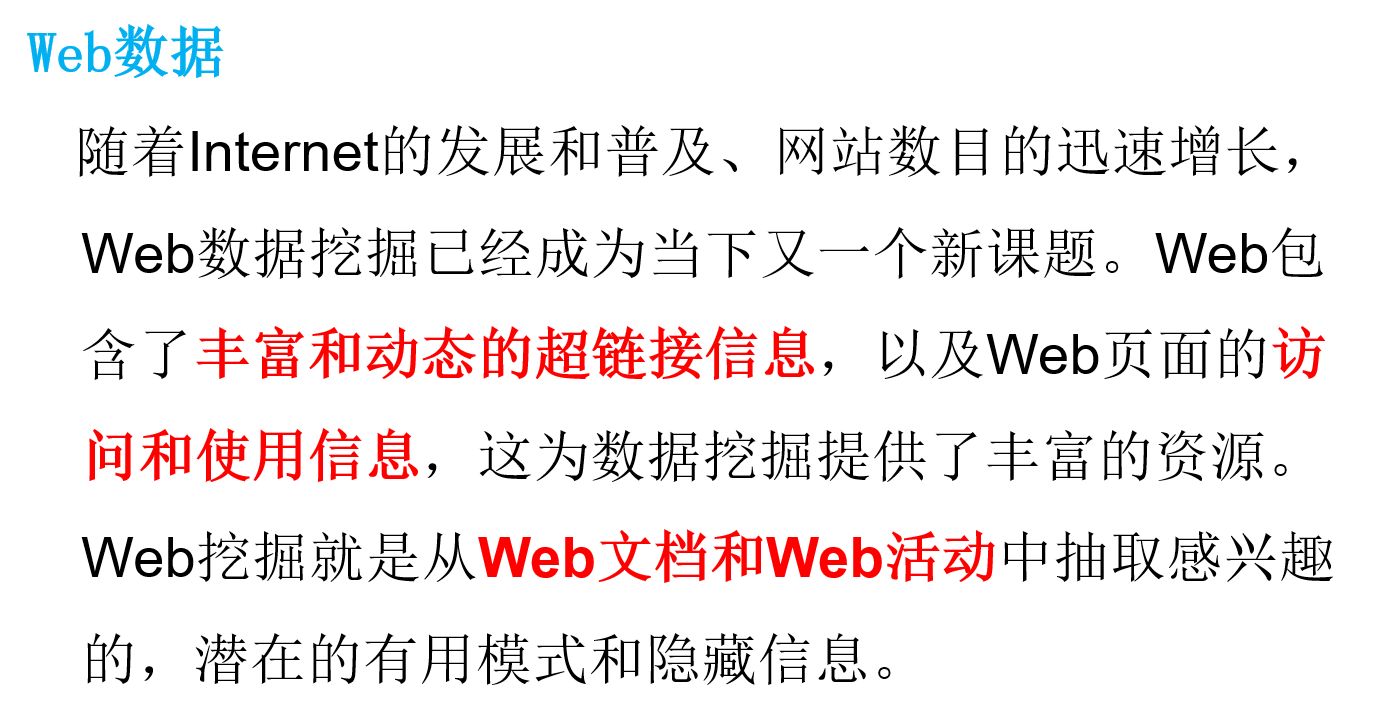 Web数据
随着Internet的发展和普及、网站数目的迅速增长，
Web数据挖掘已经成为当下又一个新课题。Web包
含了丰富和动态的超链接信息，以及Web页面的访
问和使用信息，这为数据挖掘提供了丰富的资源。
Web挖掘就是从Web文档和Web活动中抽取感兴趣
的，潜在的有用模式和隐藏信息。